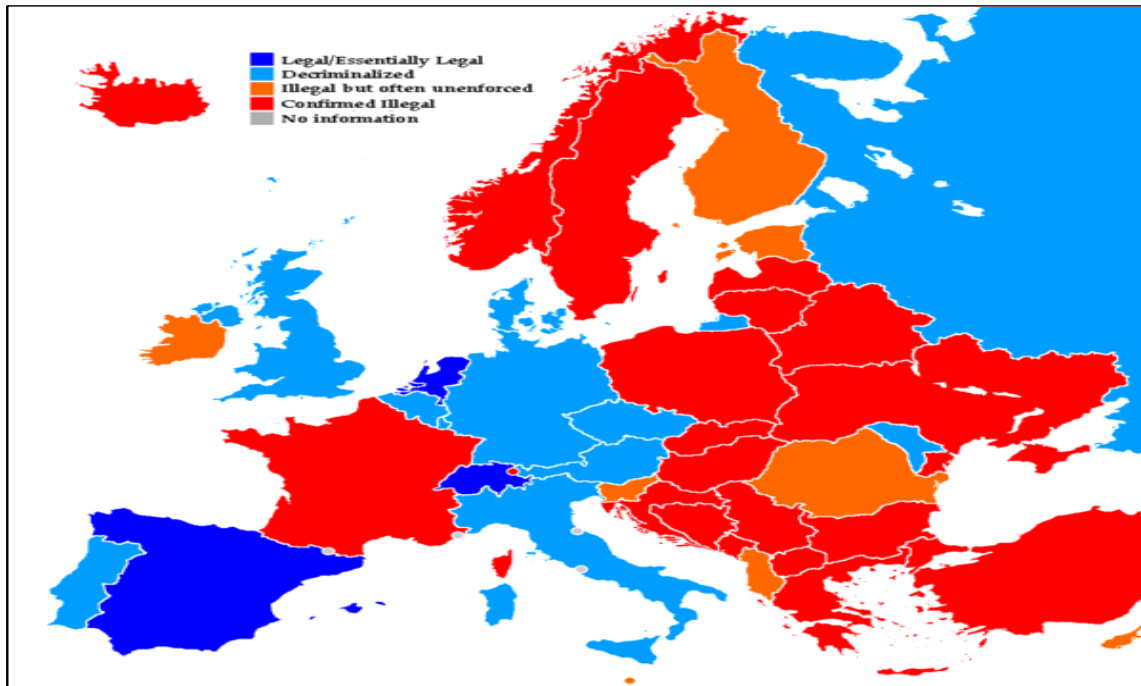 Legal/Essentially Legal
Decriminalized
Illegal but often unenforced
Confirmed Illegal
No information